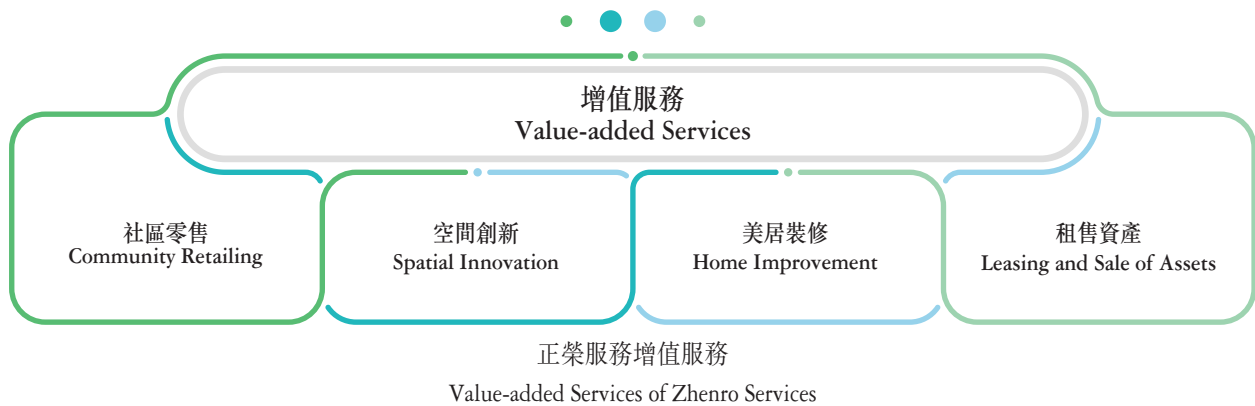 增值服務
Value-added Services
社區零售
Community Retailing
空間創新
Spatial Innovation
美居裝修
Home Improvement
租售資產
Leasing and Sale of Assets
正榮服務增值服務
Value-added Services of Zhenro Services